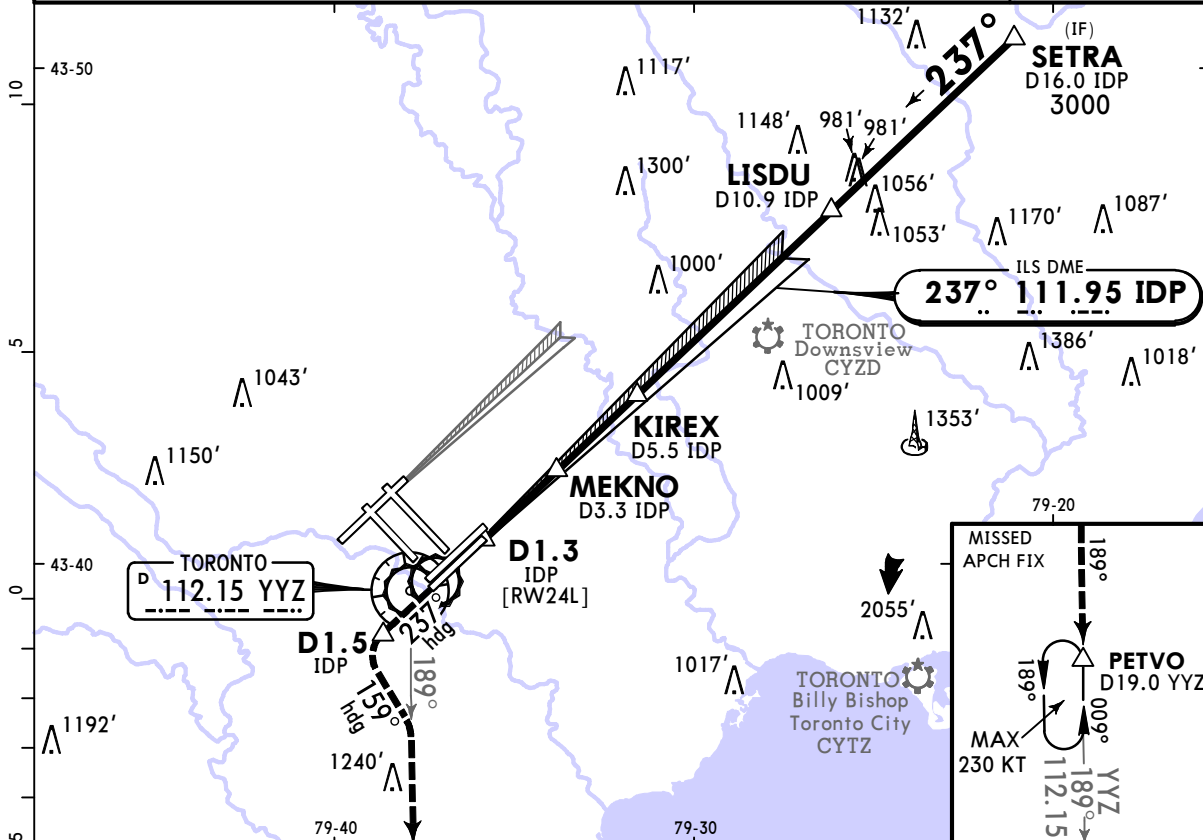 1132'
237°
(IF)
SETRA
D16.0 IDP
3000
43-50
10
1117'
1148'
981'
981'
1300'
LISDU
D10.9 IDP
1056'
1053'
1170'
1087'
1000'
ILS DME
237° 111.95 IDP
TORONTO
Downsview
CYZD
1386'
1018'
5
1043'
1009'
KIREX
D5.5 IDP
1353'
1150'
MEKNO
D3.3 IDP
79-20
MISSED
APCH FIX
189°
43-40
TORONTO
D 112.15 YYZ
D1.3
IDP
[RW24L]
0
2055'
D1.5
IDP
237°
hdg
189°
159°
hdg
1017'
TORONTO
Billy Bishop
Toronto City
CYTZ
PETVO
D19.0 YYZ
189°
009°
MAX
230 KT
YYZ
189°
112.15
1192'
1240'
79-40
79-30
5